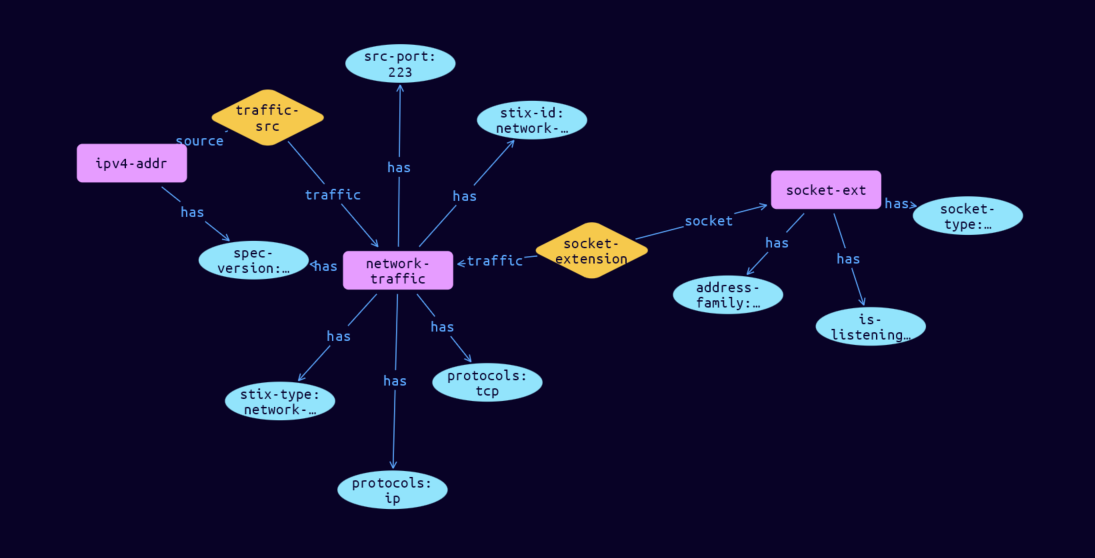 src-port:
223
traffic-
src
stix-id:
network-…
source
ipv4-addr
has
traffic
has
has
socket-ext
has
socket-
type:…
socket
has
spec-
version:…
has
network-
traffic
traffic
socket-
extension
has
has
address-
family:…
is-
listening…
has
has
has
stix-type:
network-…
protocols:
tcp
protocols:
ip